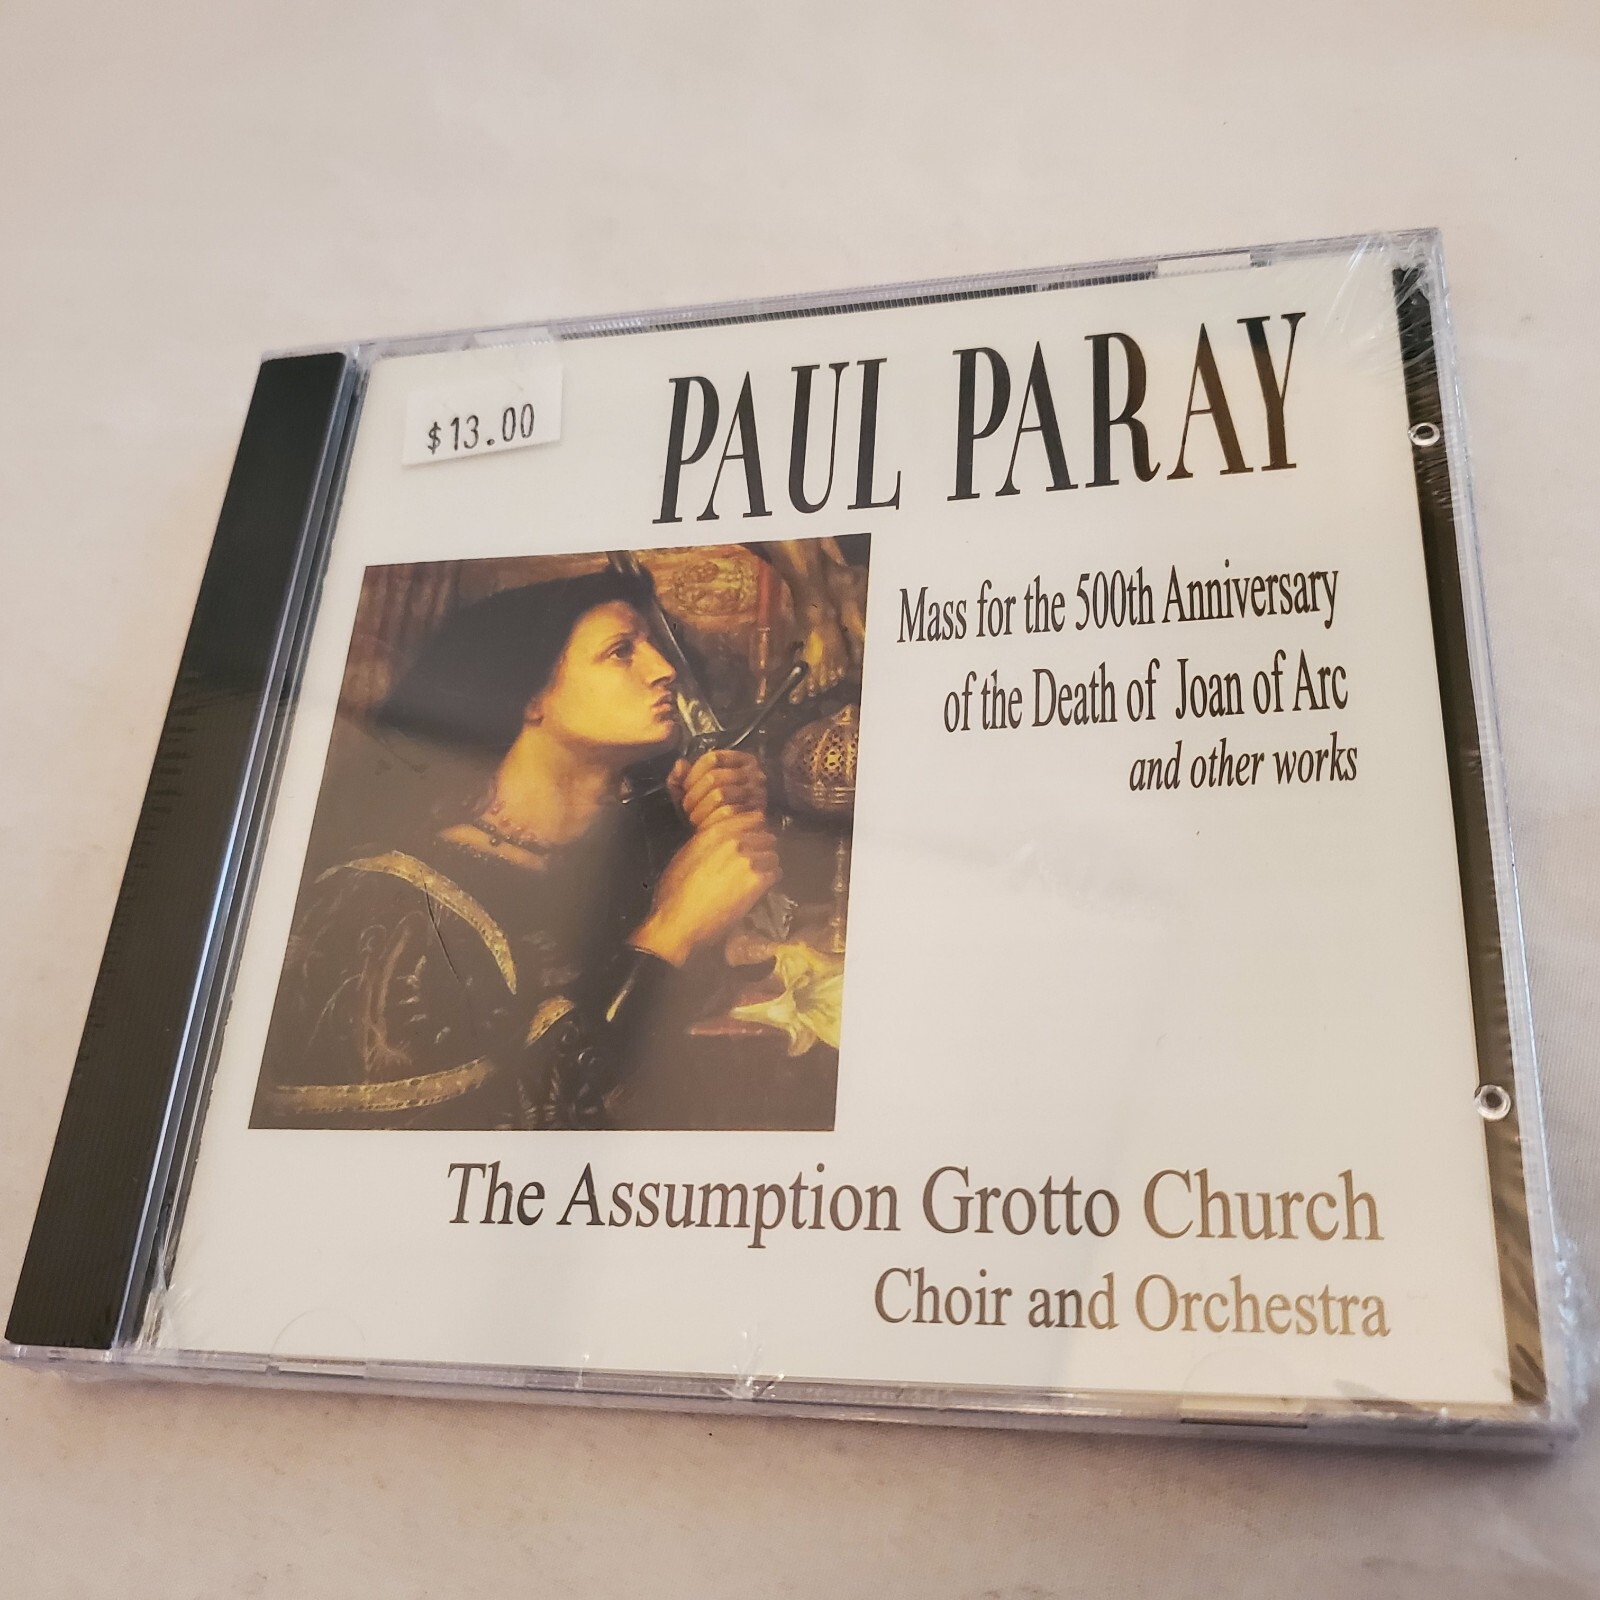 $13.00
PAUL PARAY
Mass for the 500th Anniversary
of the Death of Joan of Arc
and other works
The Assumption Grotto Church
Choir and Orchestra